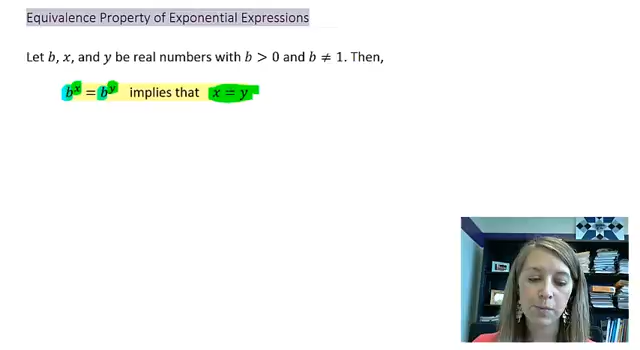 Equivalence Property of Exponential Expressions
Let b, x, and y be real numbers with b > 0 and b ≠ 1. Then,
b^x = b^y implies that x = y